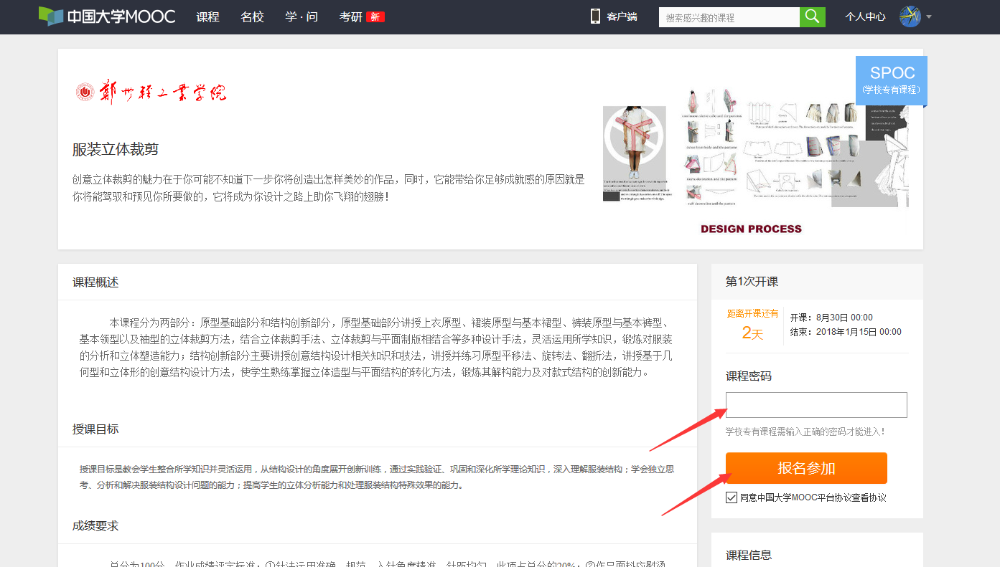 中国大学MOOC 课程 名校 学·问 考研 新 客户端 搜索感兴趣的课程 个人中心
SPOC
(学校专有课程)
郑州轻工业学院
服装立体裁剪
创意立体裁剪的魅力在于你可能不知道下一步你将创造出怎样美妙的作品，同时，它能带给你足够成就感的原因就是
你将能驾驭和预见你所要做的，它将成为你设计之路上助你飞翔的翅膀！
DESIGN PROCESS
课程概述
本课程分为两部分：原型基础部分和结构创新部分，原型基础部分讲授上衣原型、裙装原型与基本裙型、裤装原型与基本裤型、
基本领型以及袖型的立体裁剪方法，结合立体裁剪手法、立体裁剪与平面制版相结合等多种设计手法，灵活运用所学知识，锻炼对服装
的分析和立体塑造能力；结构创新部分主要讲授创意结构设计相关知识和技法，讲授并练习原型平移法、旋转法、翻折法，讲授基于几
何型和立体形的创意结构设计方法，使学生熟练掌握立体造型与平面结构的转化方法，锻炼其解构能力及对款式结构的创新能力。
授课目标
授课目标是教会学生整合所学知识并灵活运用，从结构设计的角度展开创新训练，通过实践验证、巩固和深化所学理论知识，深入理解服装结构；学会独立思
考、分析和解决服装结构设计问题的能力；提高学生的立体分析能力和处理服装结构特殊效果的能力。
成绩要求
总分为100分，作业成绩评定标准：①针法运用准确、规范，入针角度精准，针距均匀，此项占总分的20%；②作品面料应熨烫
第1次开课
距离开课还有
2天
开课：8月30日 00:00
结束：2018年1月15日 00:00
课程密码
学校专有课程需输入正确的密码才能进入！
报名参加
同意中国大学MOOC平台协议查看协议
课程信息